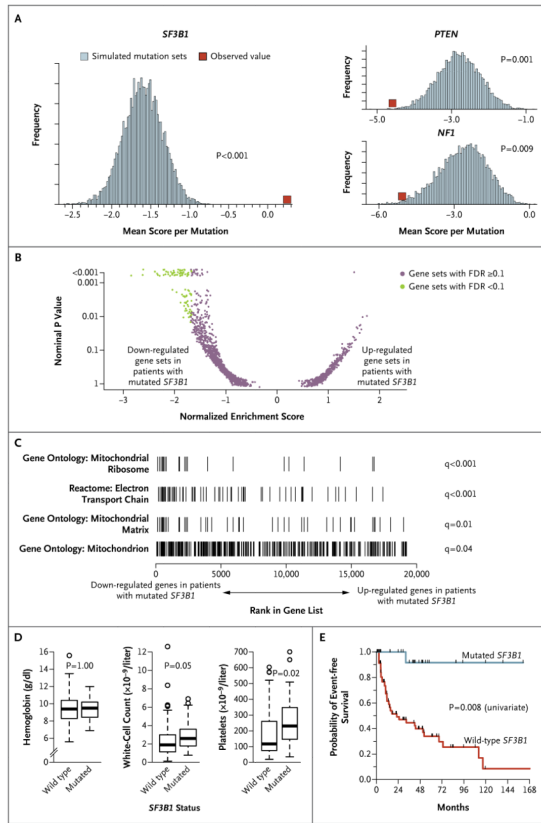 A
SF3B1
Simulated mutation sets
Observed value
Frequency
P<0.001
−2.5
−2.0
−1.5
−1.0
−0.5
0.0
Mean Score per Mutation
PTEN
Frequency
P=0.001
−5.0
−3.0
−1.0
NF1
Frequency
P=0.009
−6.0
−3.0
0.0
Mean Score per Mutation
B
Nominal P Value
<0.001
0.001
0.01
0.1
1
Gene sets with FDR ≥0.1
Gene sets with FDR <0.1
Down-regulated
gene sets in
patients with
mutated SF3B1
Up-regulated
gene sets in
patients with
mutated SF3B1
−3
−2
−1
0
1
2
Normalized Enrichment Score
C
Gene Ontology: Mitochondrial
Ribosome
q<0.001
Reactome: Electron
Transport Chain
q<0.001
Gene Ontology: Mitochondrial
Matrix
q=0.01
Gene Ontology: Mitochondrion
q=0.04
0
5000
10,000
15,000
20,000
Down-regulated genes in patients
with mutated SF3B1
Up-regulated genes in patients
with mutated SF3B1
Rank in Gene List
D
Hemoglobin (g/dl)
16
14
12
10
8
6
0
P=1.00
Wild type
Mutated
White-Cell Count (×10−9/liter)
12
10
8
6
4
2
0
P=0.05
Wild type
Mutated
Platelets (×10−9/liter)
700
600
500
400
300
200
100
0
P=0.02
Wild type
Mutated
SF3B1 Status
E
Probability of Event-free
Survival
1.0
0.8
0.6
0.4
0.2
0.0
Mutated SF3B1
P=0.008 (univariate)
Wild-type SF3B1
0
24
48
72
96
120
144
168
Months